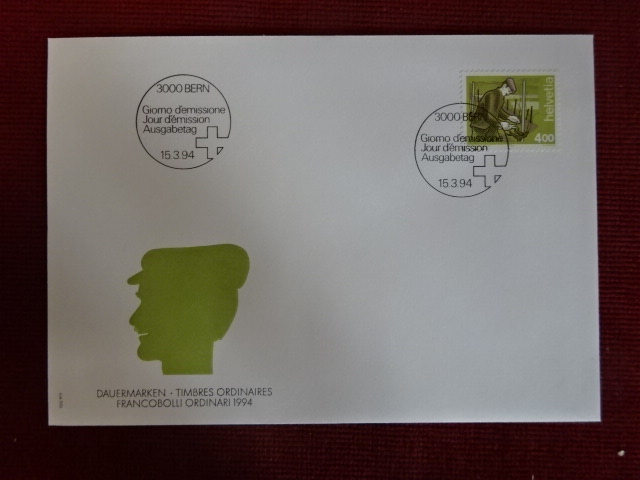 3000 BERN
Giorno d'emissione
Jour d'émission
Ausgabetag
15.3.94
helvetia
400
3000 BERN
Giorno d'emissione
Jour d'émission
Ausgabetag
15.3.94
DAUERMARKEN - TIMBRES ORDINAIRES
FRANCOBOLLI ORDINARI 1994